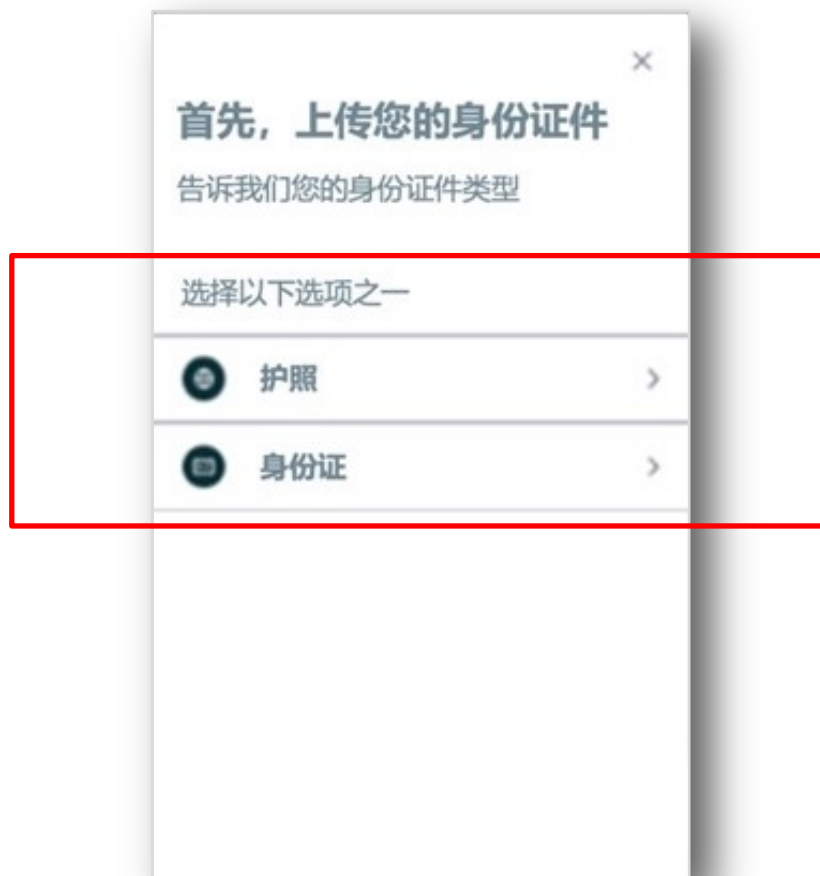 首先，上传您的身份证件
告诉我们您的身份证件类型
选择以下选项之一
护照
身份证